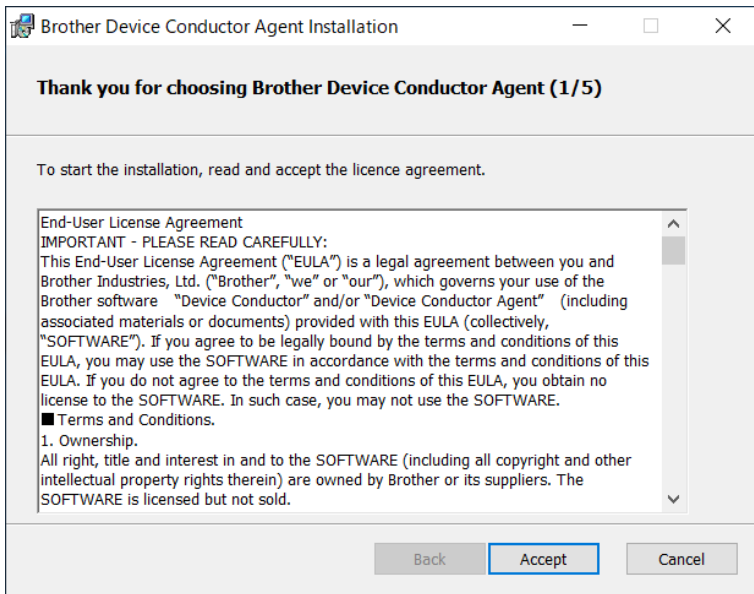 Brother Device Conductor Agent Installation
Thank you for choosing Brother Device Conductor Agent (1/5)
To start the installation, read and accept the licence agreement.
End-User License Agreement
IMPORTANT - PLEASE READ CAREFULLY:
This End-User License Agreement (“EULA”) is a legal agreement between you and
Brother Industries, Ltd. (“Brother”, “we” or “our”), which governs your use of the
Brother software “Device Conductor” and/or “Device Conductor Agent” (including
associated materials or documents) provided with this EULA (collectively,
“SOFTWARE”). If you agree to be legally bound by the terms and conditions of this
EULA, you may use the SOFTWARE in accordance with the terms and conditions of this
EULA. If you do not agree to the terms and conditions of this EULA, you obtain no
license to the SOFTWARE. In such case, you may not use the SOFTWARE.
■ Terms and Conditions.
1. Ownership.
All right, title and interest in and to the SOFTWARE (including all copyright and other
intellectual property rights therein) are owned by Brother or its suppliers. The
SOFTWARE is licensed but not sold.
Back Accept Cancel